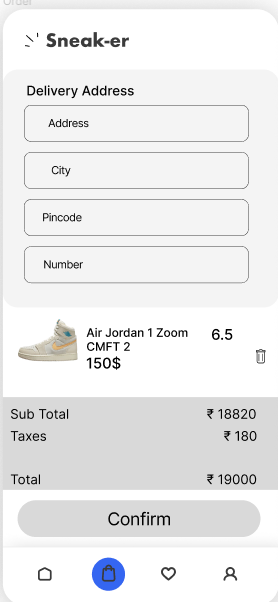 Order
Sneak-er
Delivery Address
Address
City
Pincode
Number
Air Jordan 1 Zoom 6.5
CMFT 2
150$
Sub Total ₹ 18820
Taxes ₹ 180
Total ₹ 19000
Confirm